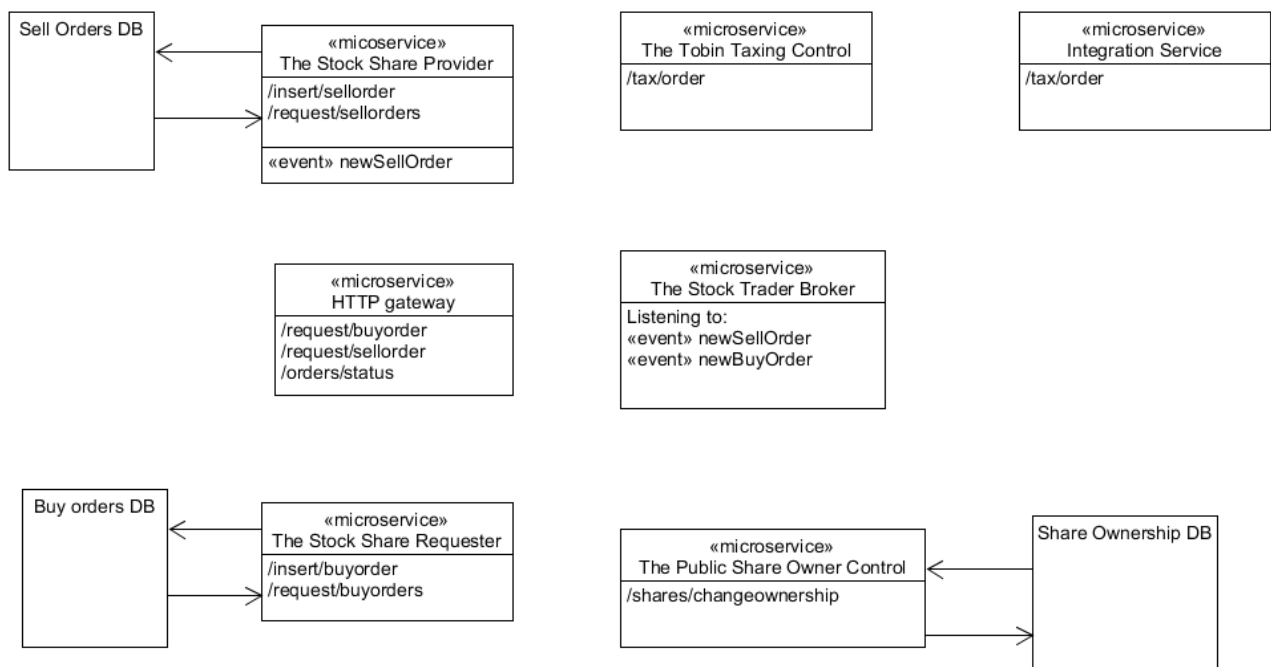 Sell Orders DB
«micoservice»
The Stock Share Provider
/insert/sellorder
/request/sellorders
«event» newSellOrder
«microservice»
The Tobin Taxing Control
/tax/order
«microservice»
Integration Service
/tax/order
«microservice»
HTTP gateway
/request/buyorder
/request/sellorder
/orders/status
«microservice»
The Stock Trader Broker
Listening to:
«event» newSellOrder
«event» newBuyOrder
Buy orders DB
«microservice»
The Stock Share Requester
/insert/buyorder
/request/buyorders
«microservice»
The Public Share Owner Control
/shares/changeownership
Share Ownership DB